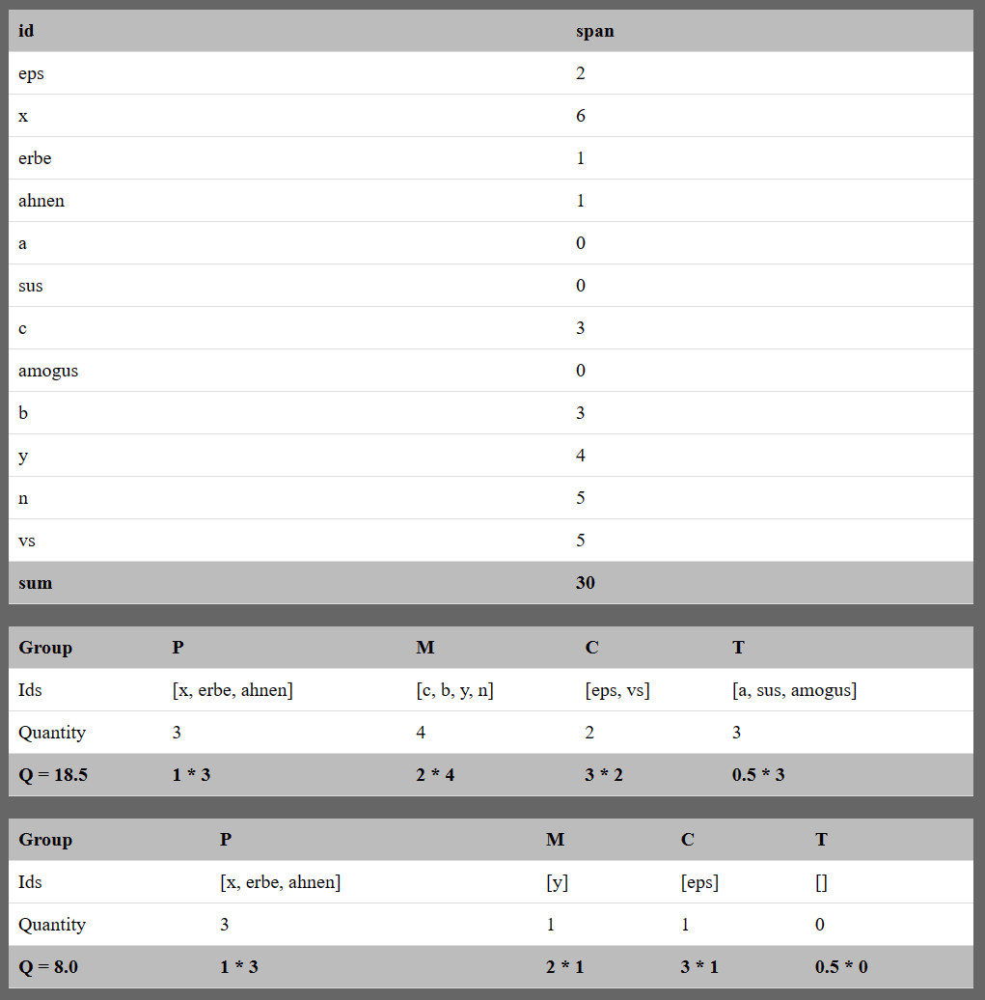 id span
eps 2
x 6
erbe 1
ahnen 1
a 0
sus 0
c 3
amogus 0
b 3
y 4
n 5
vs 5
sum 30
Group P M C T
Ids [x, erbe, ahnen] [c, b, y, n] [eps, vs] [a, sus, amogus]
Quantity 3 4 2 3
Q = 18.5 1 * 3 2 * 4 3 * 2 0.5 * 3
Group P M C T
Ids [x, erbe, ahnen] [y] [eps] []
Quantity 3 1 1 0
Q = 8.0 1 * 3 2 * 1 3 * 1 0.5 * 0